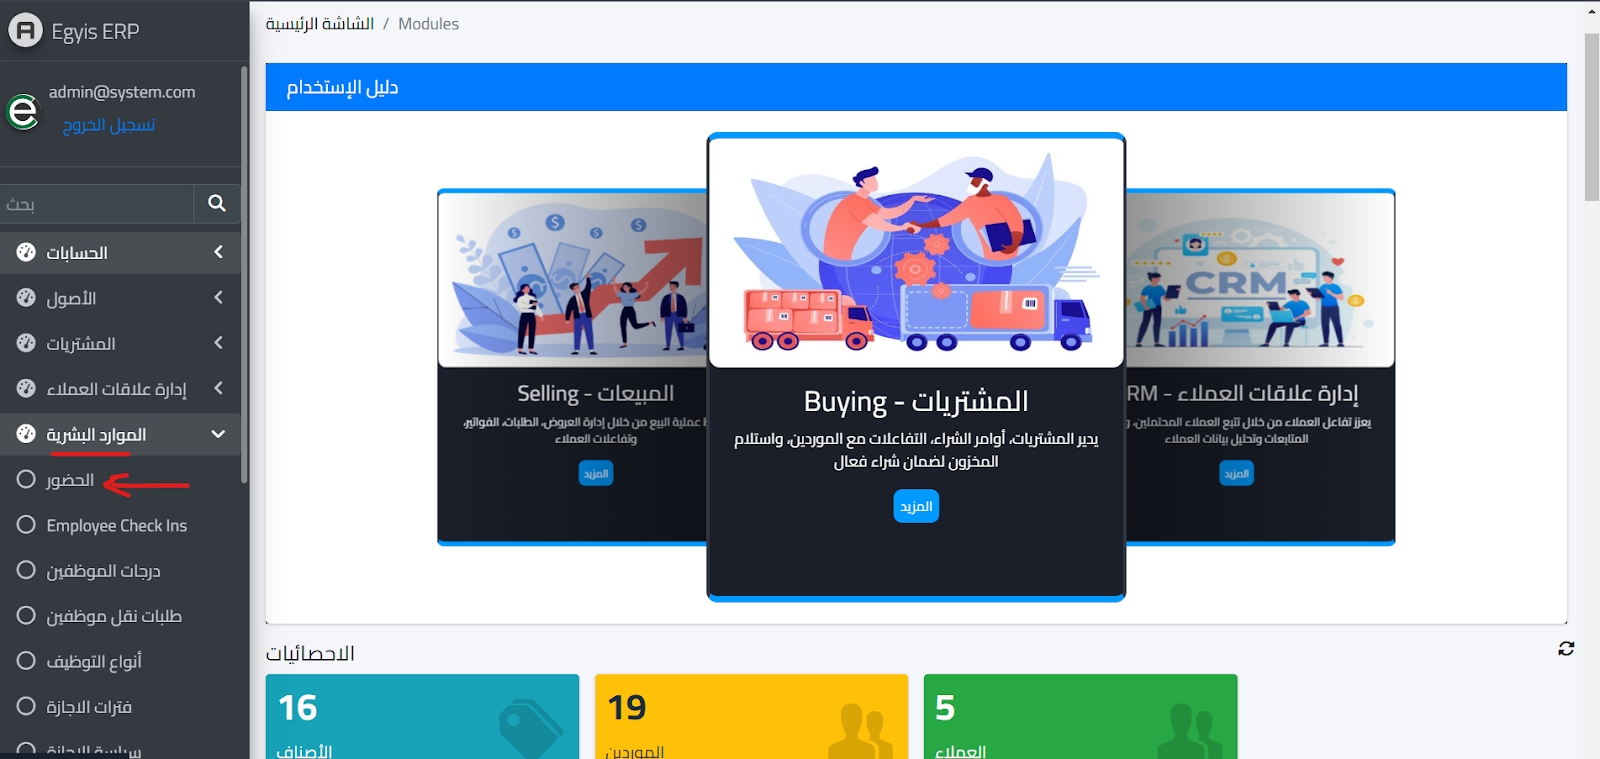 Egyis ERP
admin@system.com
تسجيل الخروج
بحث
الحسابات
الأصول
المشتريات
إدارة علاقات العملاء
الموارد البشرية
الحضور
Employee Check Ins
درجات الموظفين
طلبات نقل موظفين
أنواع التوظيف
فترات الاجازة
سياسة الاجازة
الشاشة الرئيسية / Modules
دليل الإستخدام
المبيعات - Selling
عملية البيع من خلال إدارة العروض، الطلبات، الفواتير،
وتفاعلات العملاء
المزيد
المشتريات - Buying
يدير المشتريات، أوامر الشراء، التفاعلات مع الموردين، واستلام
المخزون لضمان شراء فعال
المزيد
CRM
إدارة علاقات العملاء - RM
يعزز تفاعل العملاء من خلال تتبع العملاء المحتملين، و
المتابعات وتحليل بيانات العملاء
المزيد
الاحصائيات
16
الأصناف
19
الموردين
5
العملاء